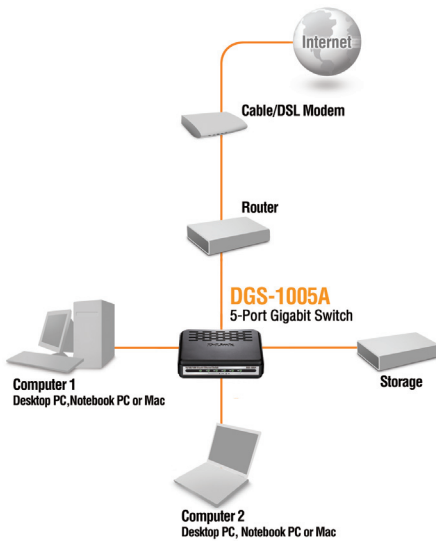 Internet
Cable/DSL Modem
Router
DGS-1005A
5-Port Gigabit Switch
Computer 1
Desktop PC,Notebook PC or Mac
Storage
Computer 2
Desktop PC, Notebook PC or Mac